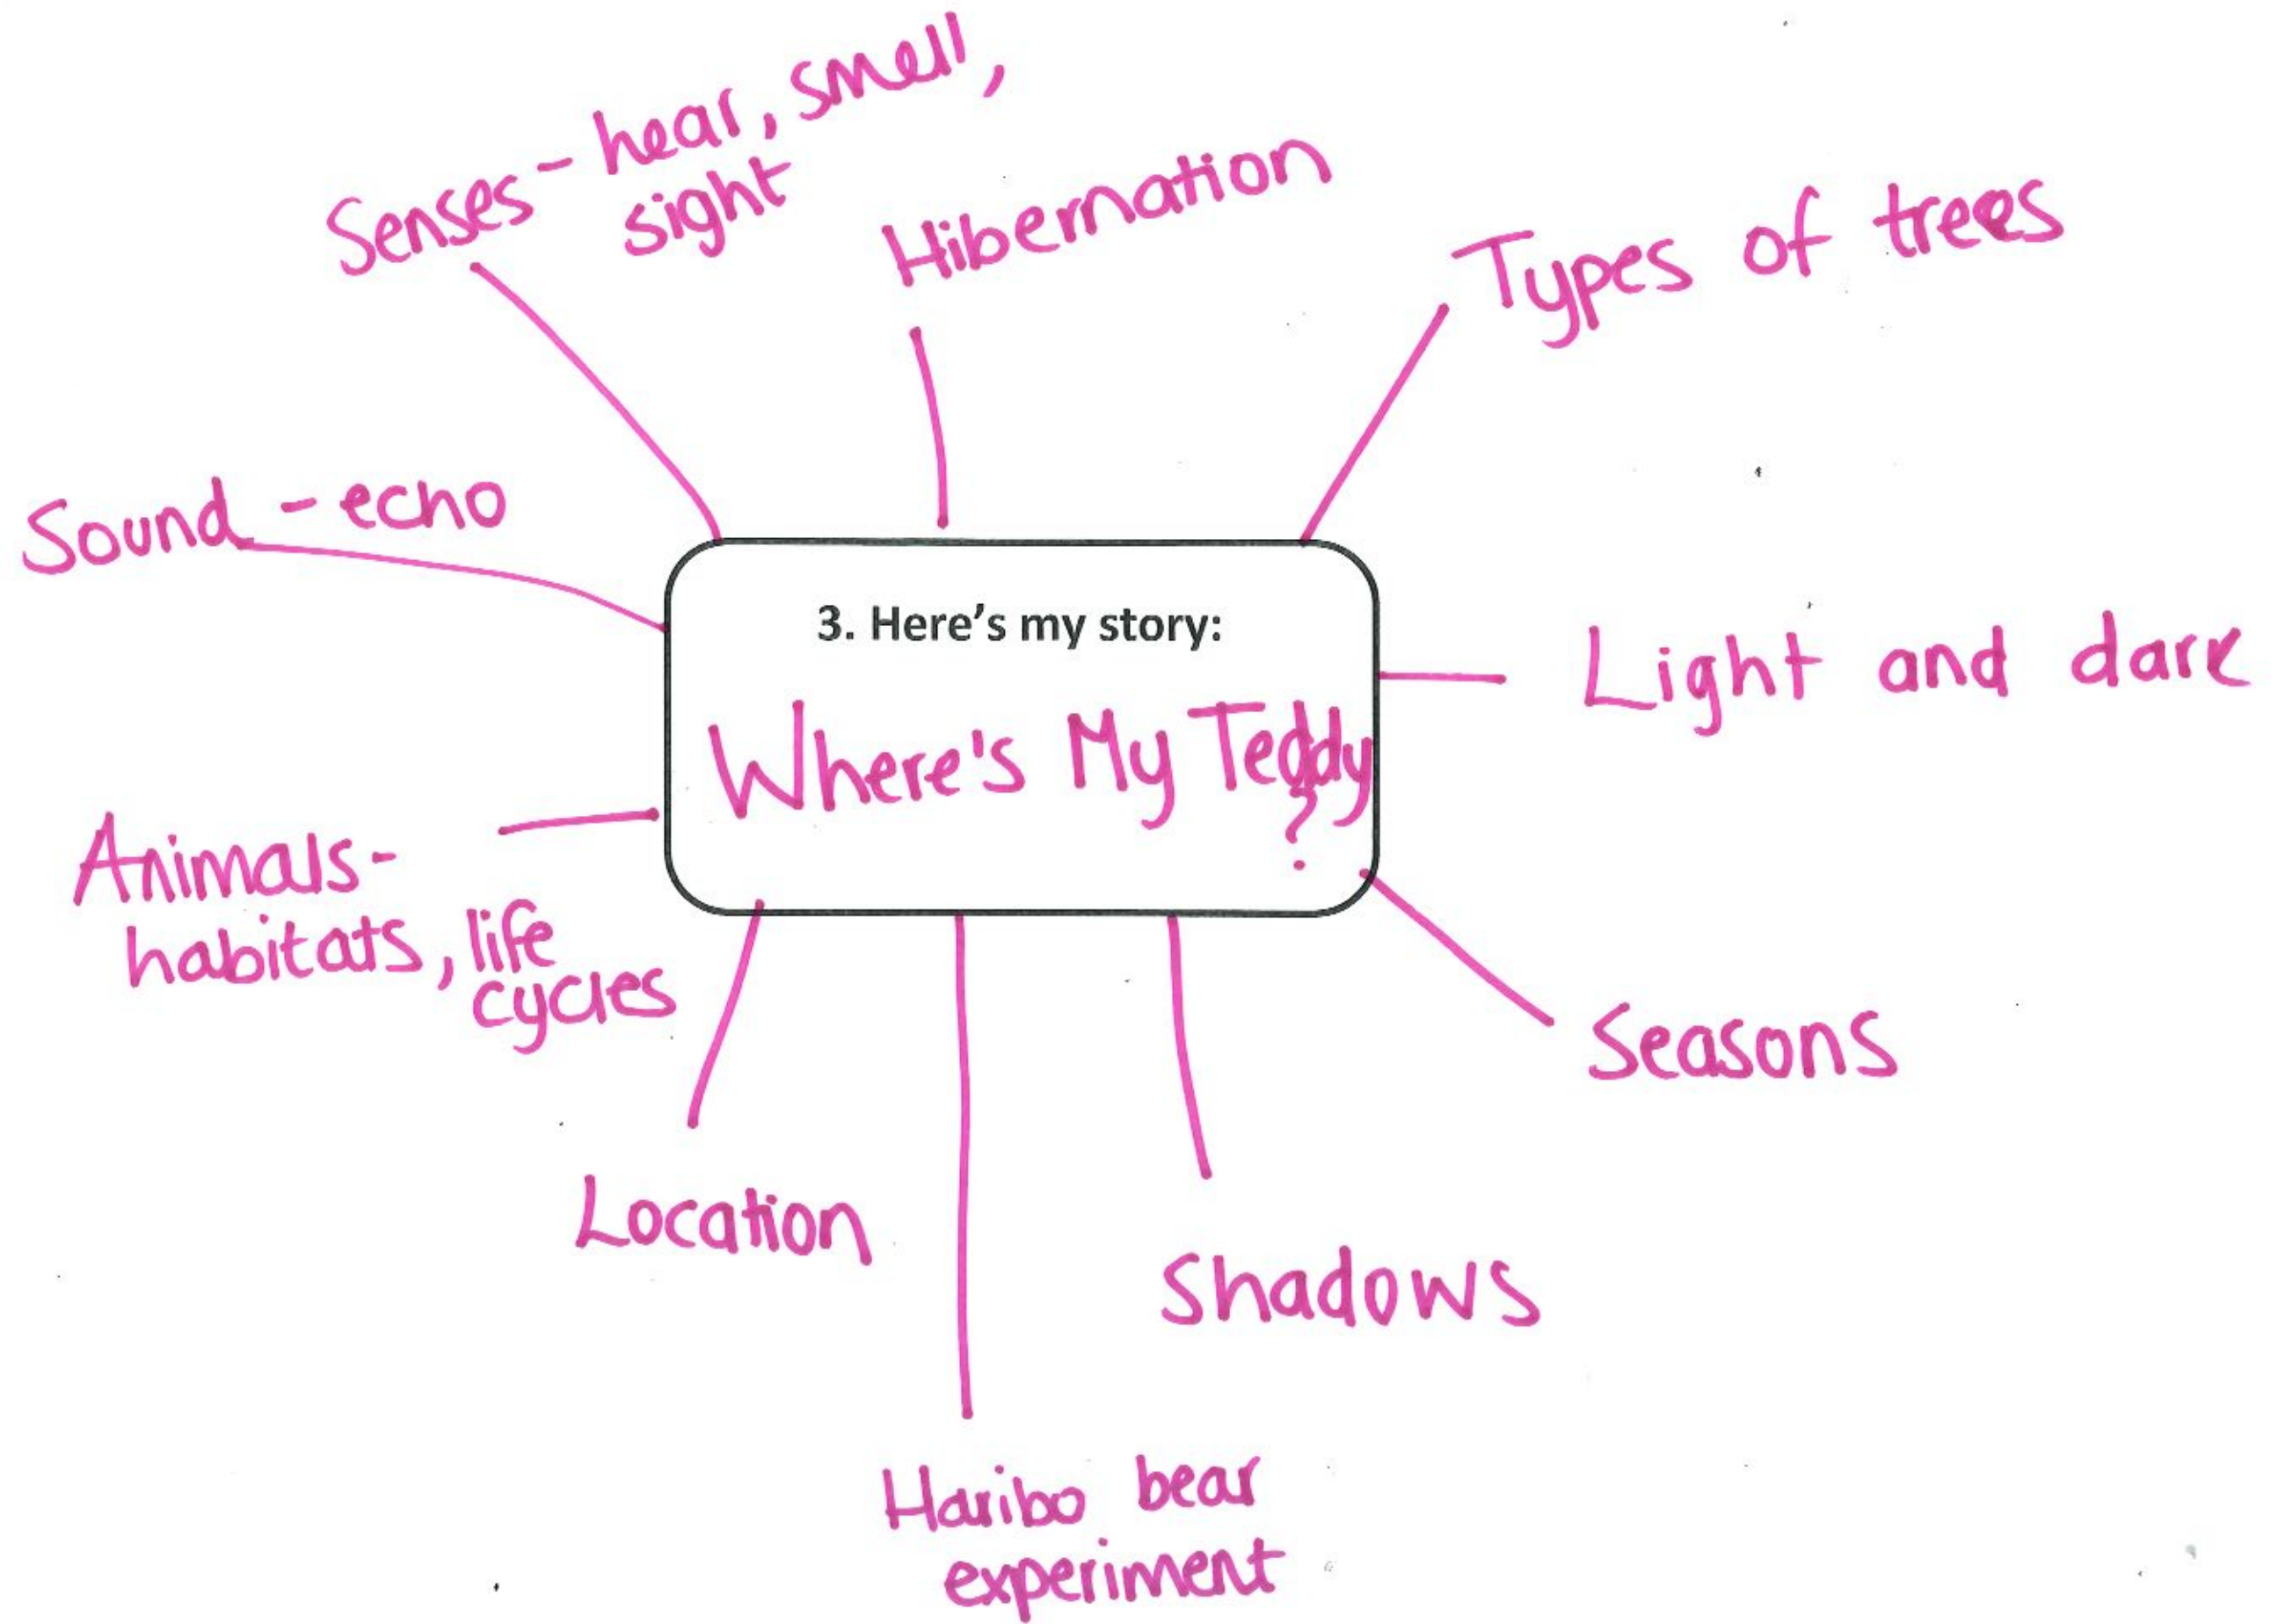 Senses - hear, smell,
sight
Hibernation
Types of trees
Sound - echo
3. Here's my story:
Where's My Teddy
?
Light and dark
Animals-
habitats, life
cycles
Seasons
Location
Shadows
Haribo bear
experiment